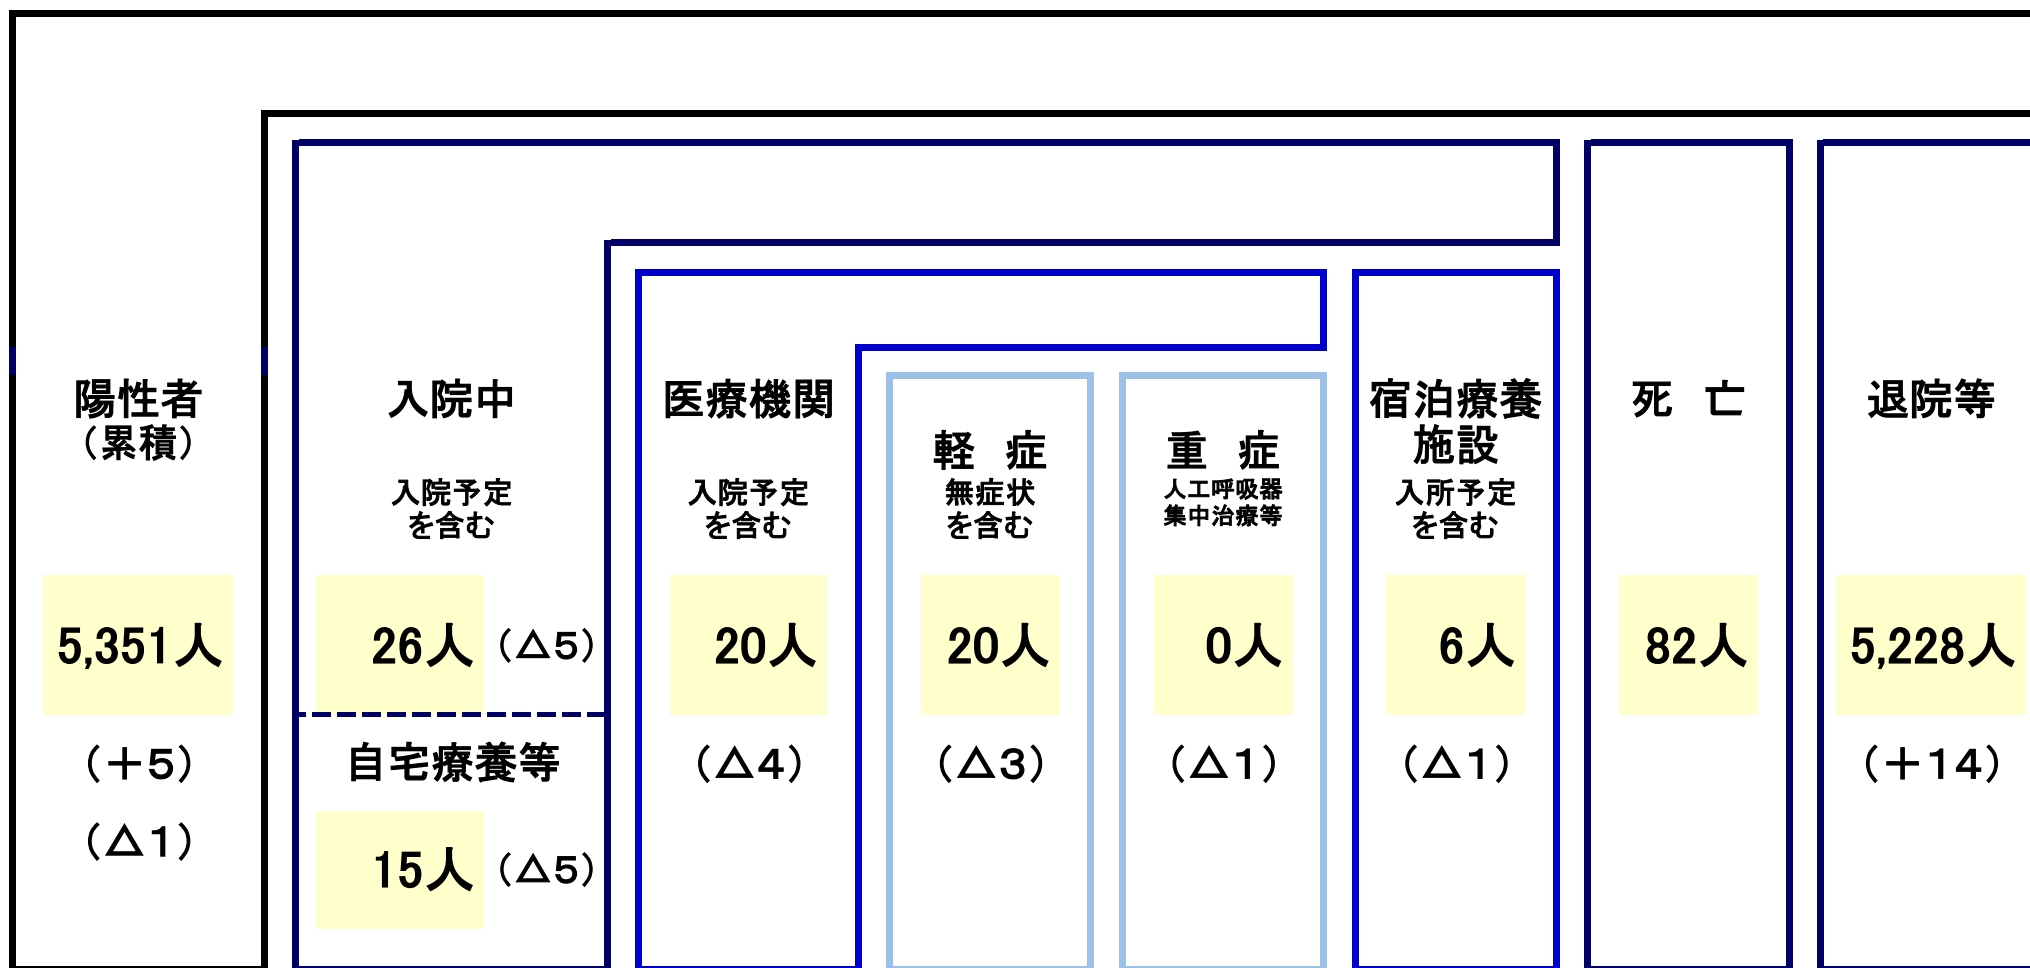 陽性者
（累積）
5,351人
（＋5）
（△1）
入院中
入院予定
を含む
26人（△5）
自宅療養等
15人（△5）
医療機関
入院予定
を含む
20人
（△4）
軽　症
無症状
を含む
20人
（△3）
重　症
人工呼吸器
集中治療等
0人
（△1）
宿泊療養
施設
入所予定
を含む
6人
（△1）
死　亡
82人
退院等
5,228人
（＋14）